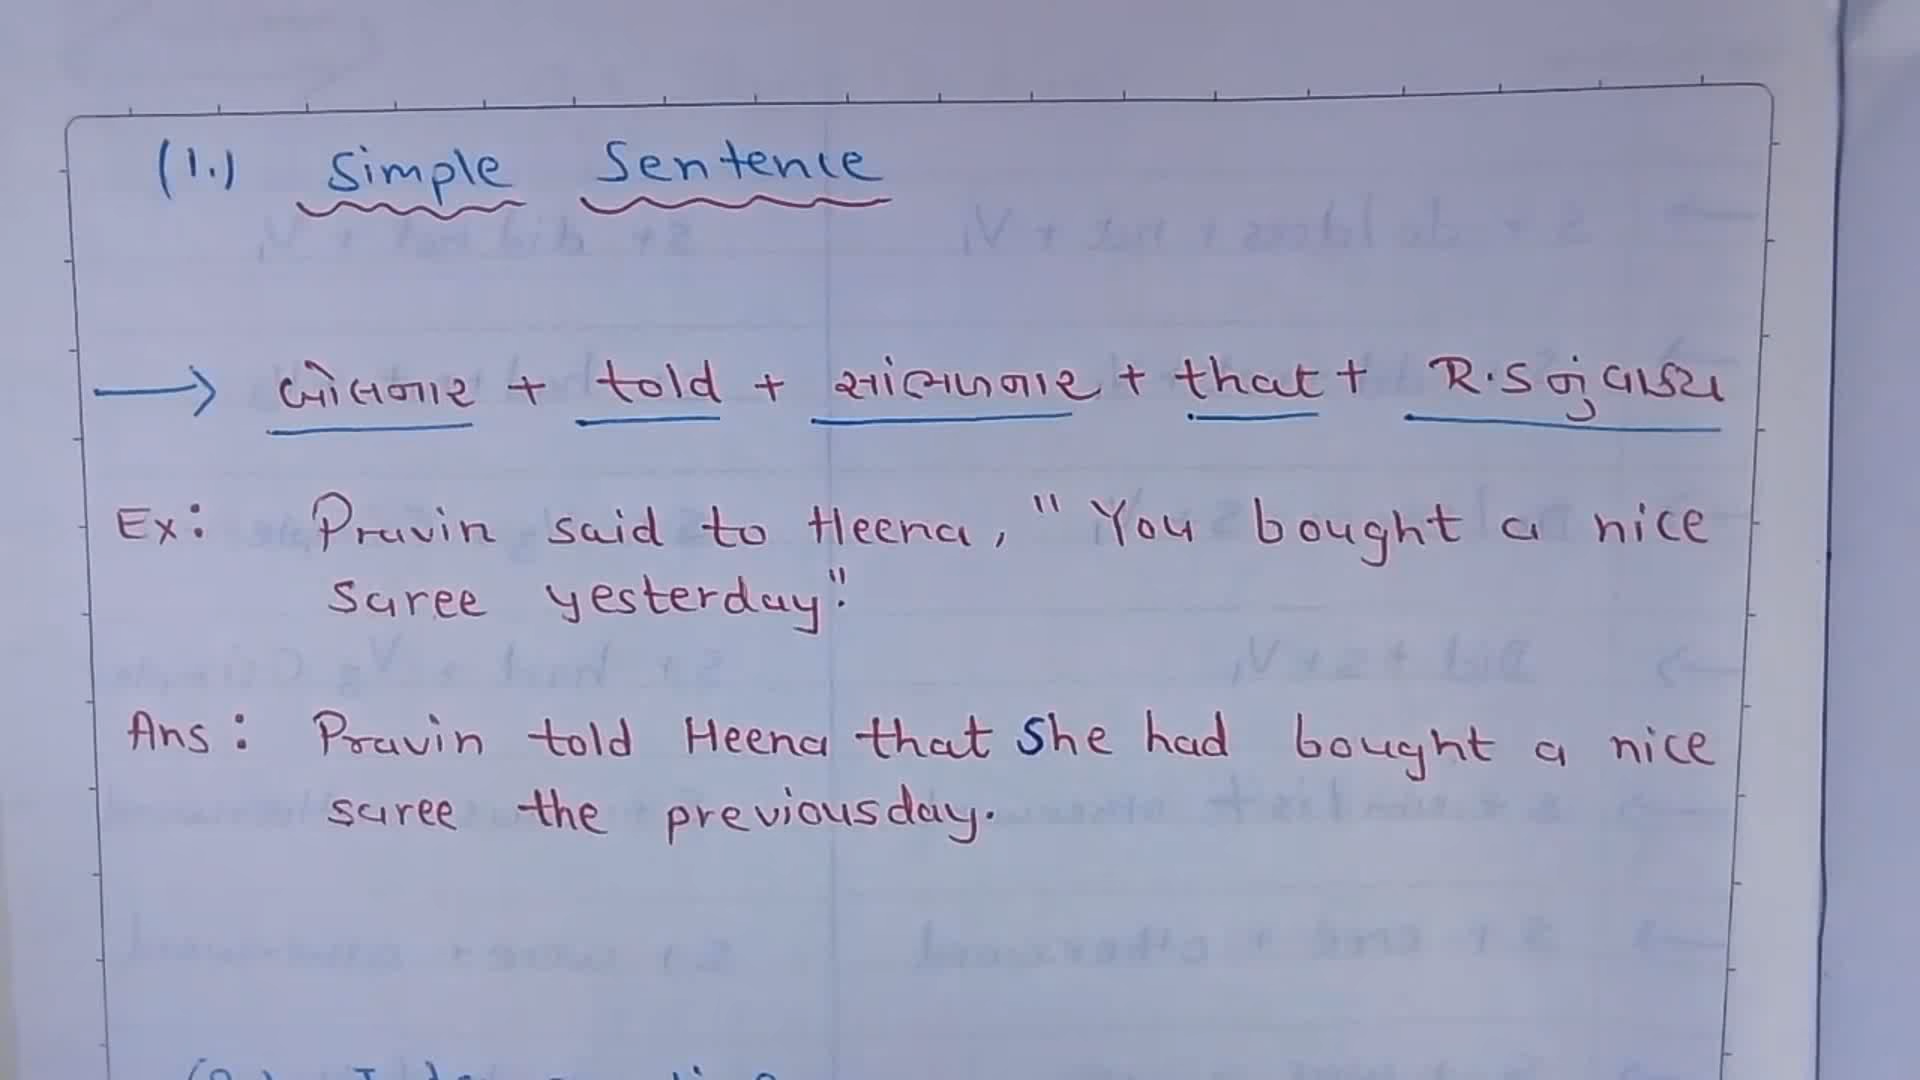 (1.) Simple Sentence
→ બોલનાર + told + સાંભળનાર + that + R.S નું વાક્ય
Ex: Pravin said to Heena, "You bought a nice
saree yesterday".
Ans: Pravin told Heena that She had bought a nice
saree the previousday.